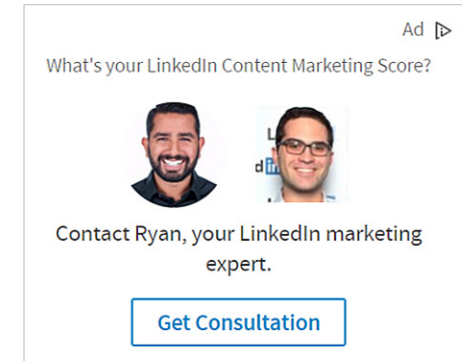 Ad
What's your LinkedIn Content Marketing Score?
Contact Ryan, your LinkedIn marketing
expert.
Get Consultation